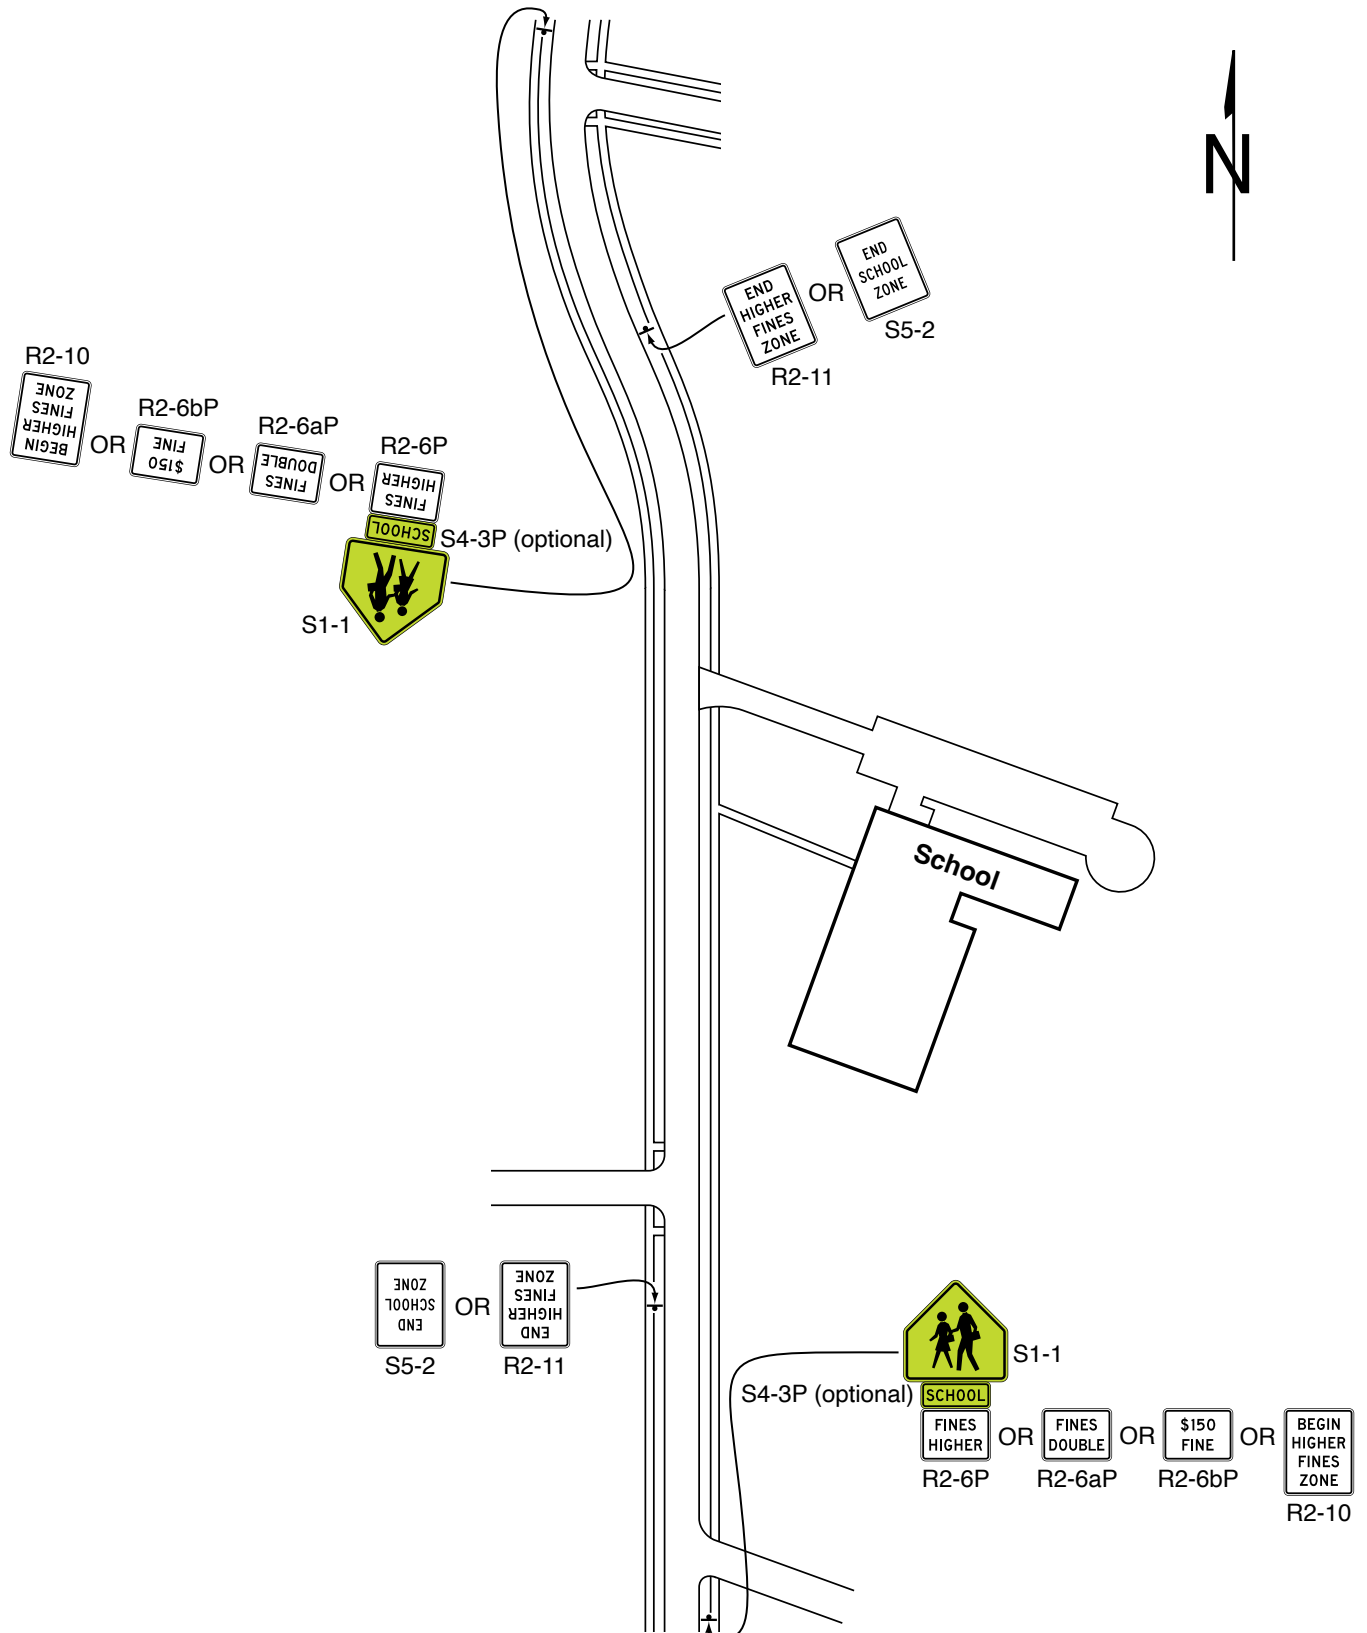 N
END
SCHOOL
ZONE
S5-2
OR
END
HIGHER
FINES
ZONE
R2-11
R2-10
BEGIN
HIGHER
FINES
ZONE
OR
R2-6bP
$150
FINE
OR
R2-6aP
FINES
DOUBLE
OR
R2-6P
FINES
HIGHER
SCHOOL
S4-3P (optional)
S1-1
School
END
SCHOOL
ZONE
S5-2
OR
END
HIGHER
FINES
ZONE
R2-11
S1-1
S4-3P (optional)
SCHOOL
FINES
HIGHER
R2-6P
OR
FINES
DOUBLE
R2-6aP
OR
$150
FINE
R2-6bP
OR
BEGIN
HIGHER
FINES
ZONE
R2-10